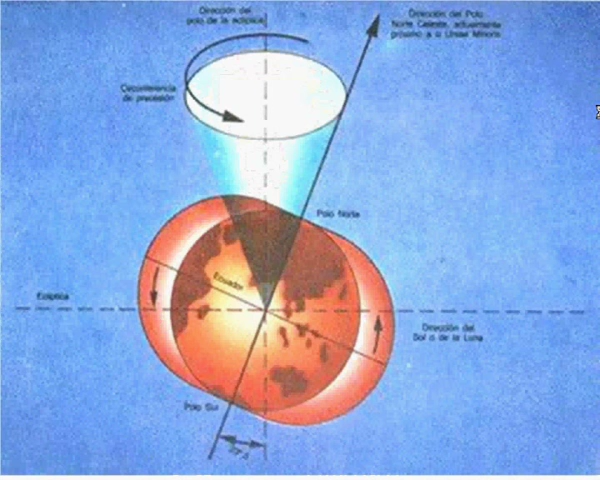 Dirección del
polo de la eclíptica
Dirección del Polo
Norte Celeste, actualmente
próximo a α Ursae Minoris
Circunferencia
de precesión
Polo Norte
Ecuador
Eclíptica
Dirección del
Sol o de la Luna
Polo Sur